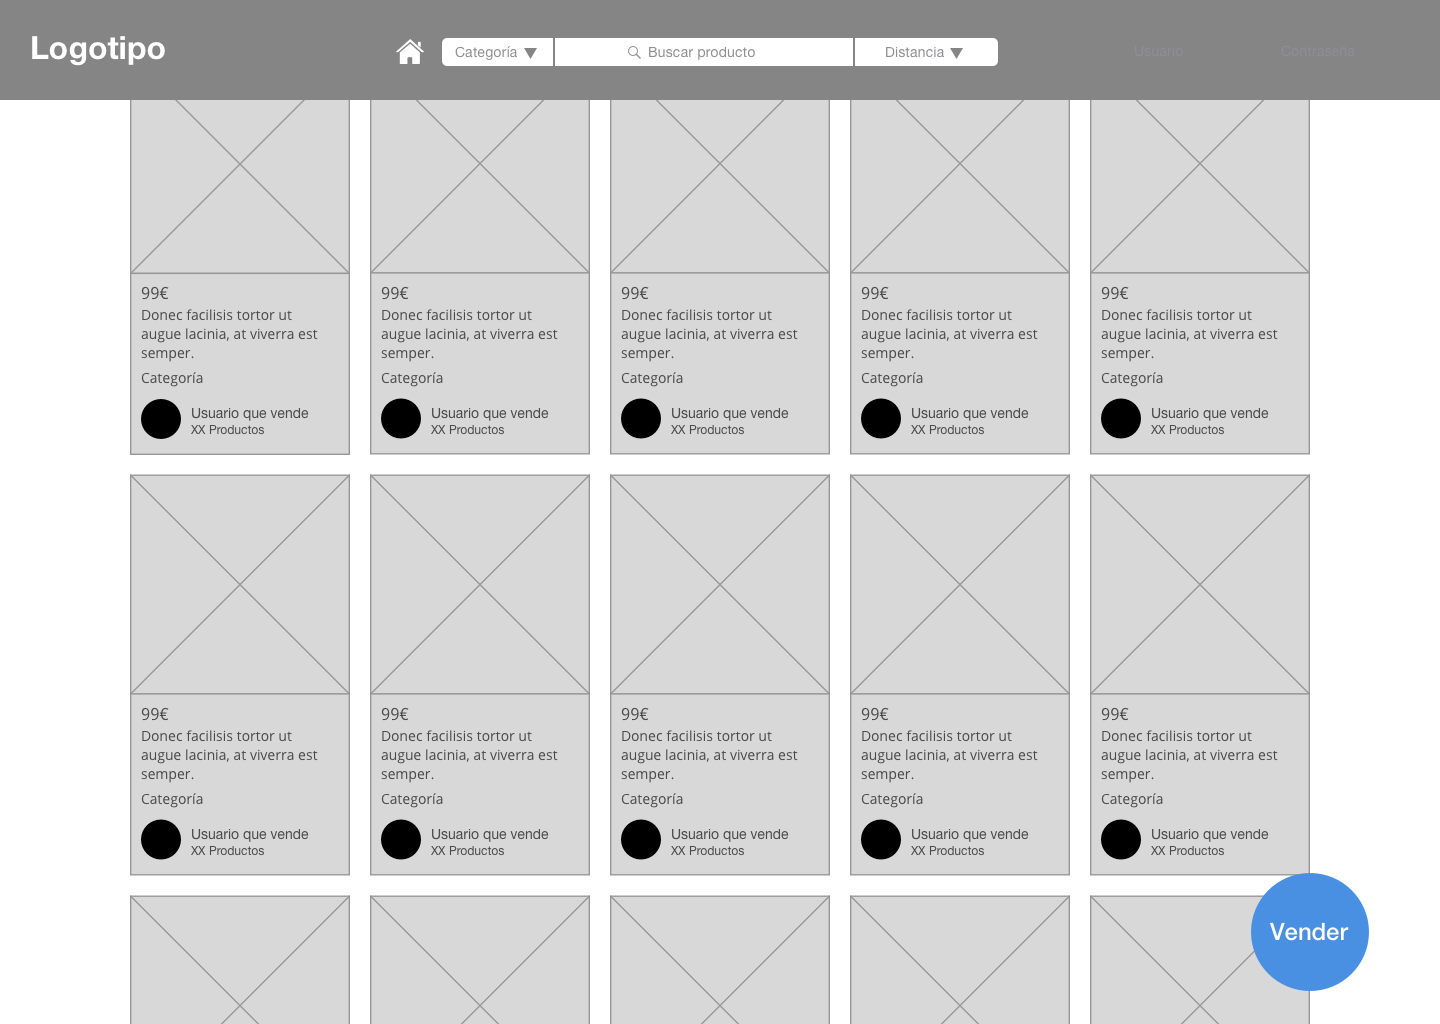 Logotipo
Categoría ▼ Buscar producto Distancia ▼ Usuario Contraseña
99€ 99€ 99€ 99€ 99€
Donec facilisis tortor ut Donec facilisis tortor ut Donec facilisis tortor ut Donec facilisis tortor ut Donec facilisis tortor ut
augue lacinia, at viverra est augue lacinia, at viverra est augue lacinia, at viverra est augue lacinia, at viverra est augue lacinia, at viverra est
semper. semper. semper. semper. semper.
Categoría Categoría Categoría Categoría Categoría
Usuario que vende Usuario que vende Usuario que vende Usuario que vende Usuario que vende
XX Productos XX Productos XX Productos XX Productos XX Productos
99€ 99€ 99€ 99€ 99€
Donec facilisis tortor ut Donec facilisis tortor ut Donec facilisis tortor ut Donec facilisis tortor ut Donec facilisis tortor ut
augue lacinia, at viverra est augue lacinia, at viverra est augue lacinia, at viverra est augue lacinia, at viverra est augue lacinia, at viverra est
semper. semper. semper. semper. semper.
Categoría Categoría Categoría Categoría Categoría
Usuario que vende Usuario que vende Usuario que vende Usuario que vende Usuario que vende
XX Productos XX Productos XX Productos XX Productos XX Productos
Vender